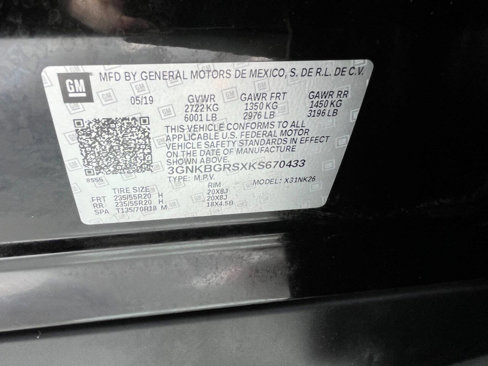 GM
MFD BY GENERAL MOTORS DE MEXICO, S. DE R.L. DE C.V.
05/19 GVWR GAWR FRT GAWR RR
2722 KG 1350 KG 1450 KG
6001 LB 2976 LB 3196 LB
THIS VEHICLE CONFORMS TO ALL
APPLICABLE U.S. FEDERAL MOTOR
VEHICLE SAFETY STANDARDS IN
EFFECT ON THE DATE OF MANUFACTURE
SHOWN ABOVE.
3GNKBGRSXKS670433
TYPE: M.P.V. MODEL: X31NK26
TIRE SIZE RIM
FRT 235/55R20 H 20X8J
RR 235/55R20 H 20X8J
SPA T135/70R18 M 18X4.5B